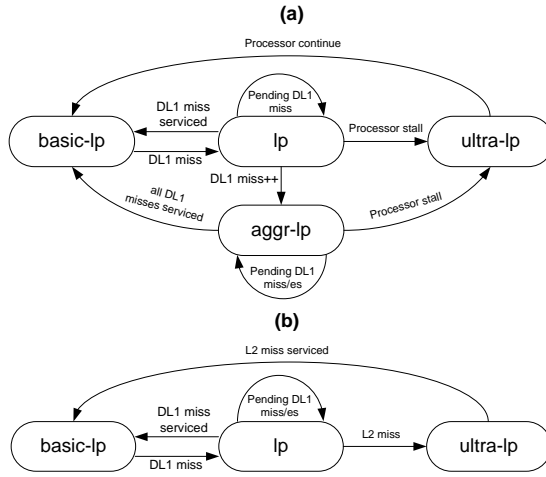 (a)
Processor continue
DL1 miss
serviced
Pending DL1
miss
basic-lp
lp
ultra-lp
Processor stall
DL1 miss
DL1 miss++
all DL1
misses serviced
aggr-lp
Processor stall
Pending DL1
miss/es
(b)
L2 miss serviced
DL1 miss
serviced
Pending DL1
miss/es
basic-lp
lp
L2 miss
ultra-lp
DL1 miss